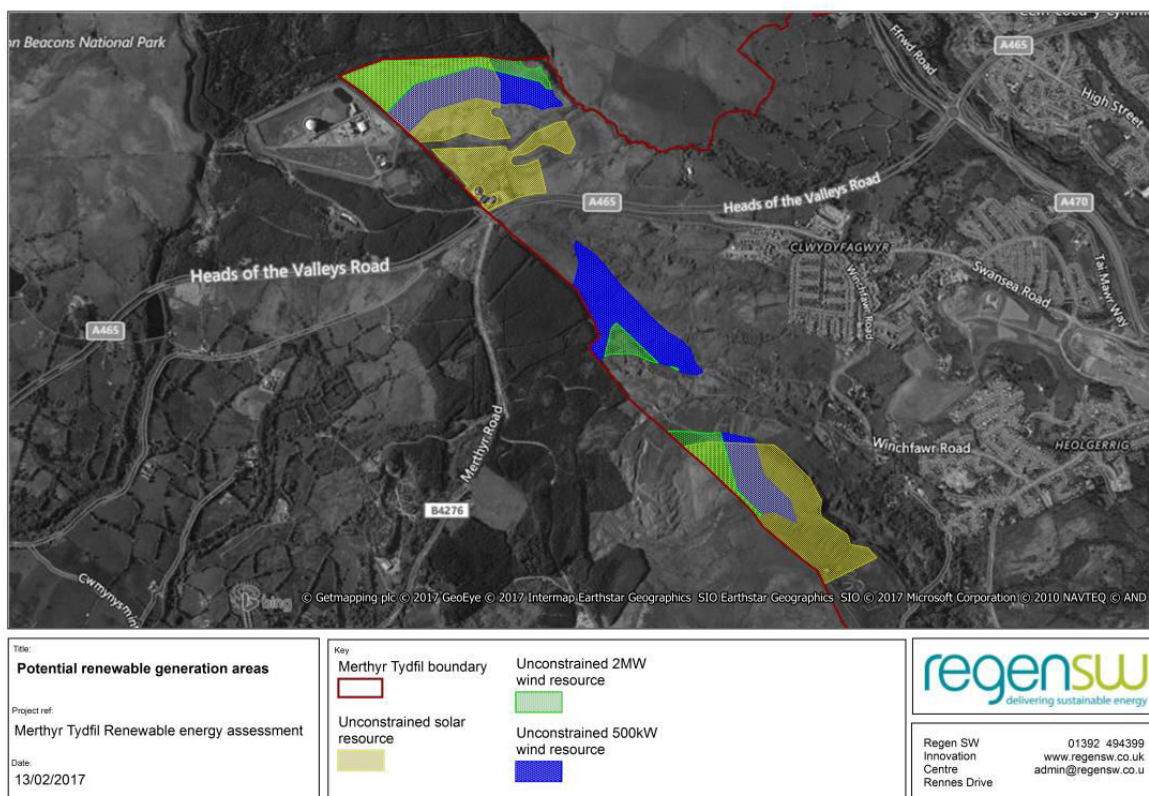 on Beacons National Park
Ffrwd Road
A465
High Street
Heads of the Valleys Road
A465
A470
CLWYDYFAGWYR
Winchfawr Road
Swansea Road
Tai Mawr Way
Heads of the Valleys Road
A465
Merthyr Road
Winchfawr Road
HEOLGERRIG
B4276
bing
© Getmapping plc © 2017 GeoEye © 2017 Intermap Earthstar Geographics SIO Earthstar Geographics SIO © 2017 Microsoft Corporation © 2010 NAVTEQ © AND
Title:
Potential renewable generation areas
Project ref:
Merthyr Tydfil Renewable energy assessment
Date:
13/02/2017
Key
Merthyr Tydfil boundary
Unconstrained solar
resource
Unconstrained 2MW
wind resource
Unconstrained 500kW
wind resource
regensw
delivering sustainable energy
Regen SW 01392 494399
Innovation www.regensw.co.uk
Centre admin@regensw.co.u
Rennes Drive